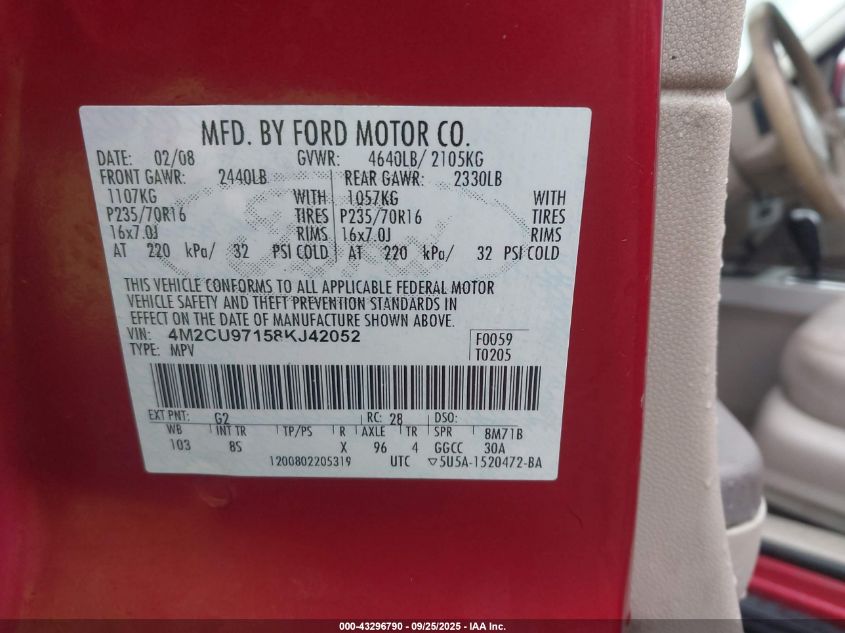 MFD. BY FORD MOTOR CO.
DATE: 02/08 GVWR: 4640LB/ 2105KG
FRONT GAWR: 2440LB REAR GAWR: 2330LB
1107KG WITH 1057KG WITH
P235/70R16 TIRES P235/70R16 TIRES
16x7.0J RIMS 16x7.0J RIMS
AT 220 kPa/ 32 PSI COLD AT 220 kPa/ 32 PSI COLD
THIS VEHICLE CONFORMS TO ALL APPLICABLE FEDERAL MOTOR
VEHICLE SAFETY AND THEFT PREVENTION STANDARDS IN
EFFECT ON THE DATE OF MANUFACTURE SHOWN ABOVE.
VIN: 4M2CU97158KJ42052 F0059
TYPE: MPV T0205
EXT PNT: G2 RC: 28 DSO:
WB INT TR TP/PS R AXLE TR SPR 8M71B
103 8S X 96 4 GGCC 30A
1200802205319 UTC ▽5U5A-1520472-BA
000-43296790 - 09/25/2025 - IAA Inc.